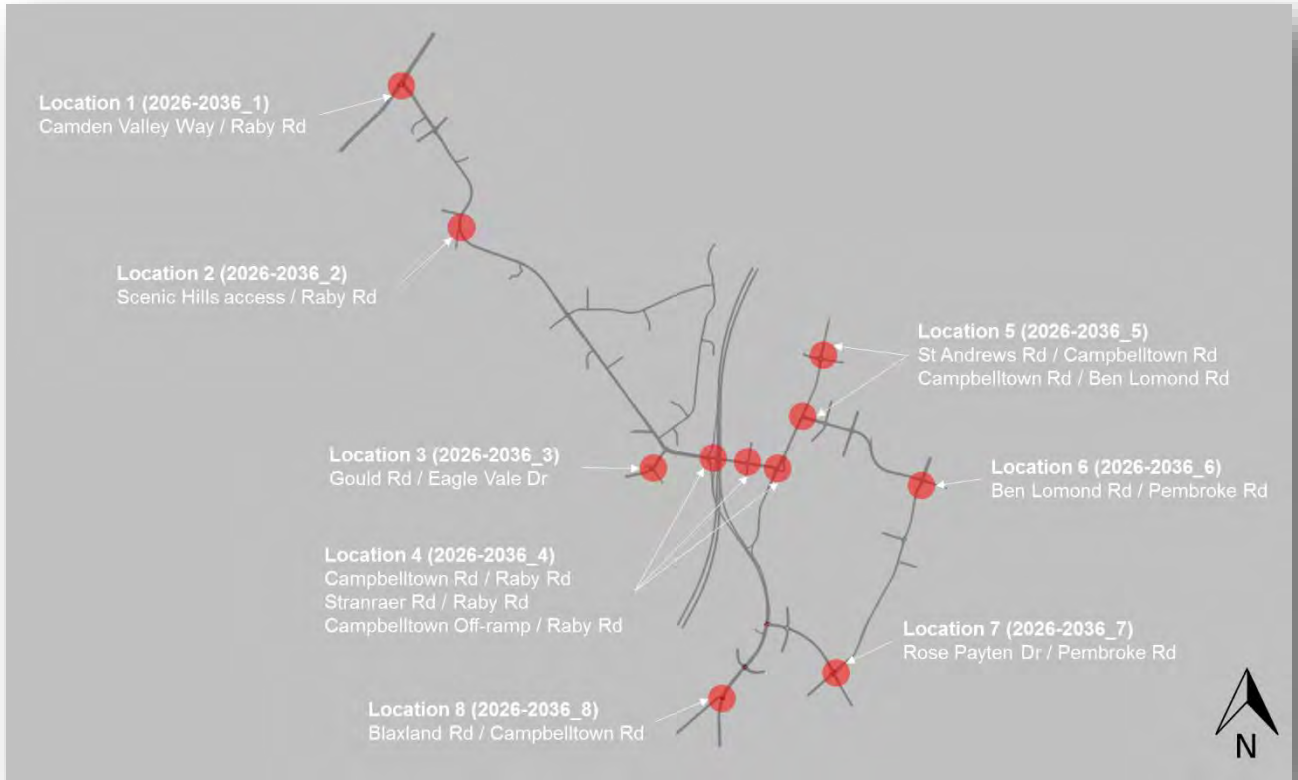 Location 1 (2026-2036_1)
Camden Valley Way / Raby Rd
Location 2 (2026-2036_2)
Scenic Hills access / Raby Rd
Location 5 (2026-2036_5)
St Andrews Rd / Campbelltown Rd
Campbelltown Rd / Ben Lomond Rd
Location 3 (2026-2036_3)
Gould Rd / Eagle Vale Dr
Location 6 (2026-2036_6)
Ben Lomond Rd / Pembroke Rd
Location 4 (2026-2036_4)
Campbelltown Rd / Raby Rd
Stranraer Rd / Raby Rd
Campbelltown Off-ramp / Raby Rd
Location 7 (2026-2036_7)
Rose Payten Dr / Pembroke Rd
Location 8 (2026-2036_8)
Blaxland Rd / Campbelltown Rd
N